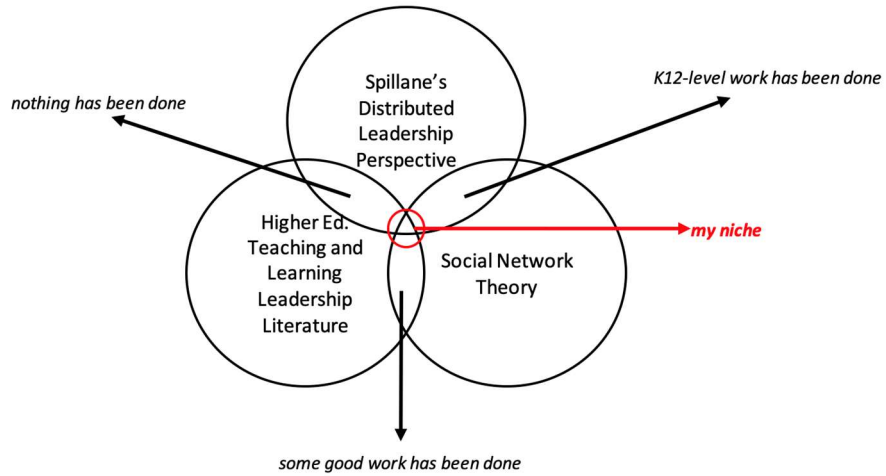 Spillane's
Distributed
Leadership
Perspective
K12-level work has been done
nothing has been done
Higher Ed.
Teaching and
Learning
Leadership
Literature
my niche
Social Network
Theory
some good work has been done